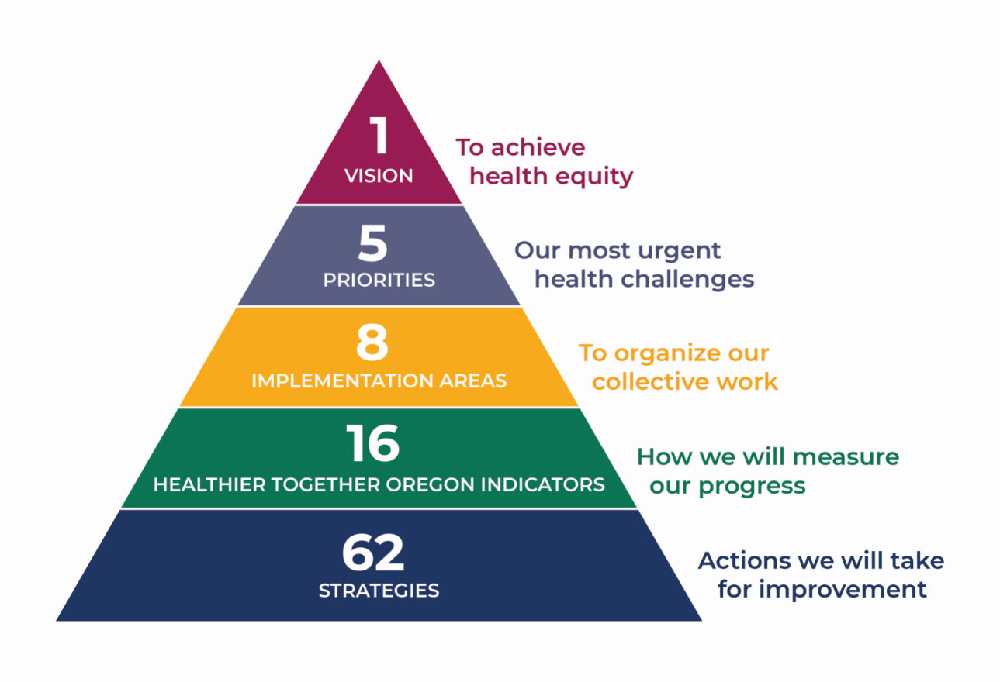 1
VISION
To achieve
health equity
5
PRIORITIES
Our most urgent
health challenges
8
IMPLEMENTATION AREAS
To organize our
collective work
16
HEALTHIER TOGETHER OREGON INDICATORS
How we will measure
our progress
62
STRATEGIES
Actions we will take
for improvement